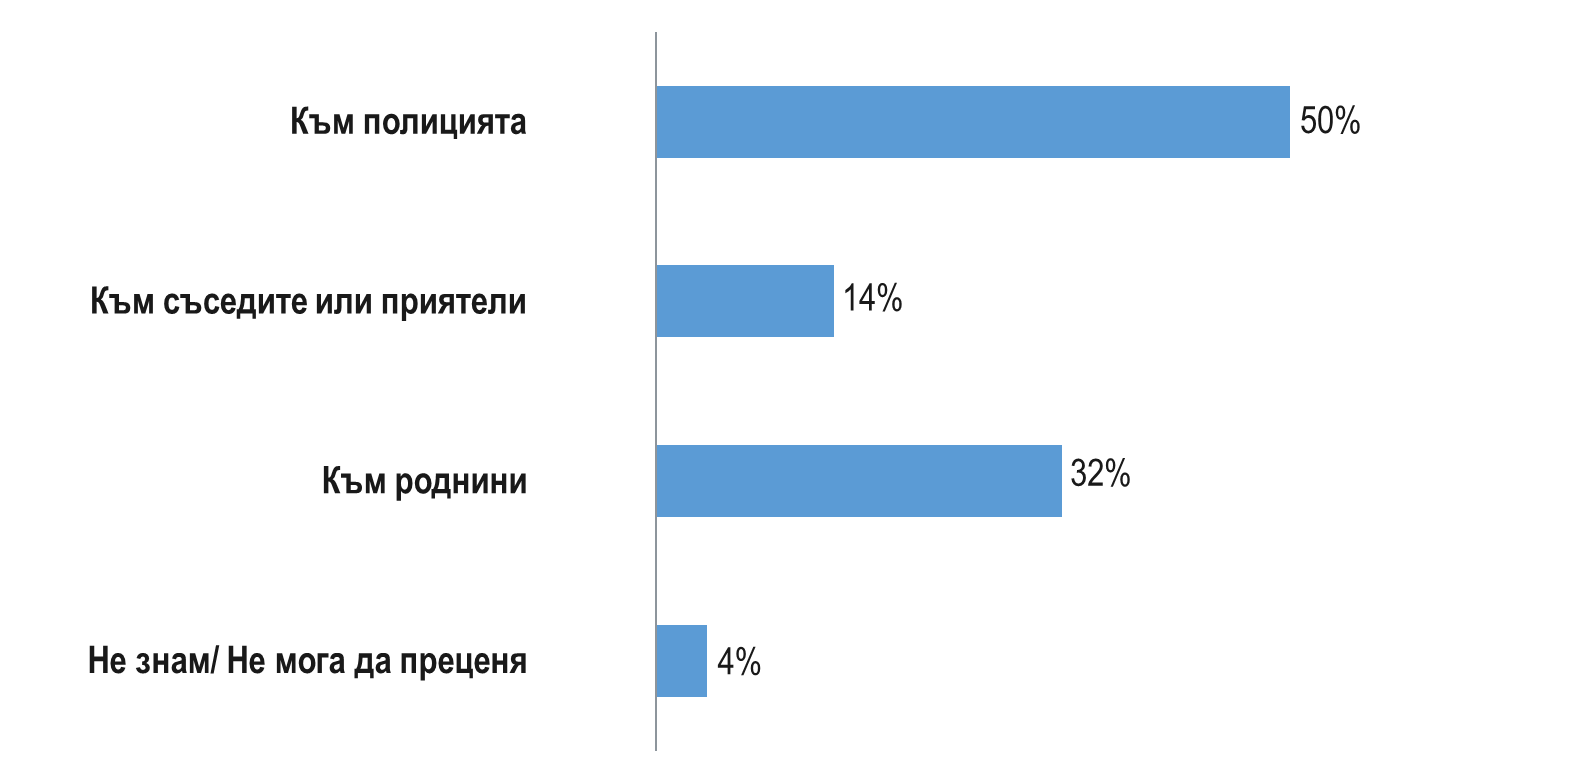 Към полицията 50%
Към съседите или приятели 14%
Към роднини 32%
Не знам/ Не мога да преценя 4%